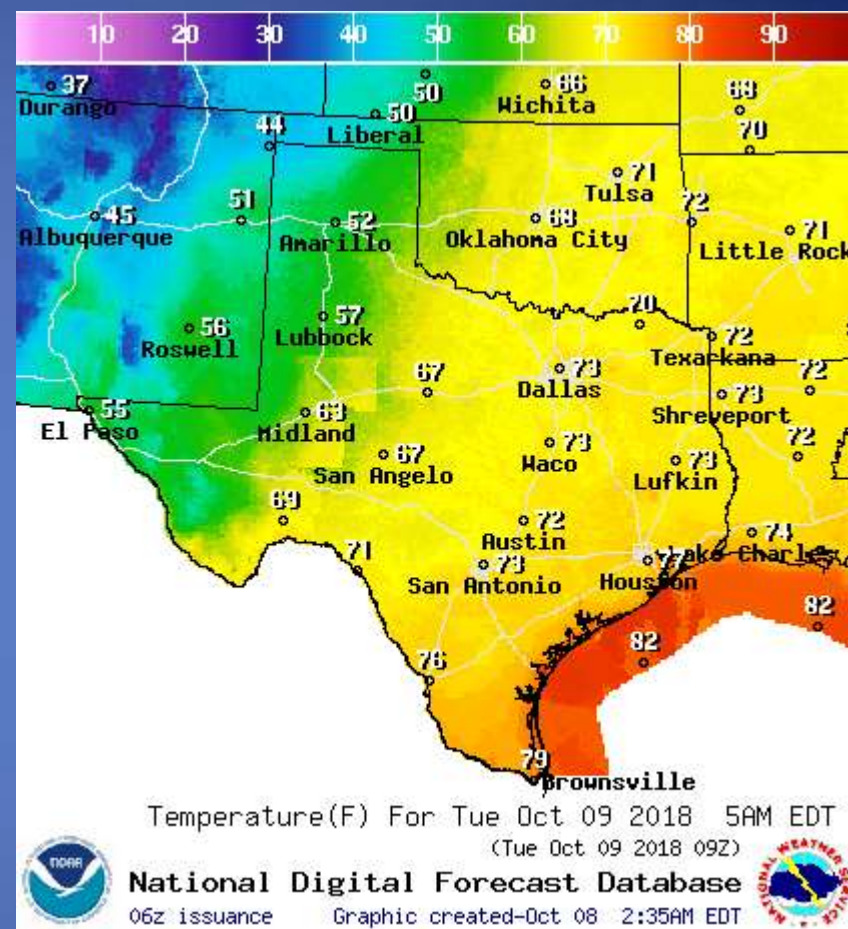 10 20 30 40 50 60 70 80 90
37 50 66 68
Durango 50 Wichita
44 Liberal 70
71
Tulsa
45 51 52 68 72 71
Albuquerque Amarillo Oklahoma City Little Rock
56 57 70
Roswell Lubbock 72
Texarkana
67 73 72
Dallas 73
55 63 Shreveport
El Paso Midland
67 73 73 72
San Angelo Waco Lufkin
69 72 74
Austin
71 73 77 Lake Charles
San Antonio Houston
82
76 82
79
Brownsville
Temperature(F) For Tue Oct 09 2018 5AM EDT
(Tue Oct 09 2018 09Z)
NOAA
National Digital Forecast Database
06z issuance Graphic created-Oct 08 2:35AM EDT
NATIONAL WEATHER SERVICE